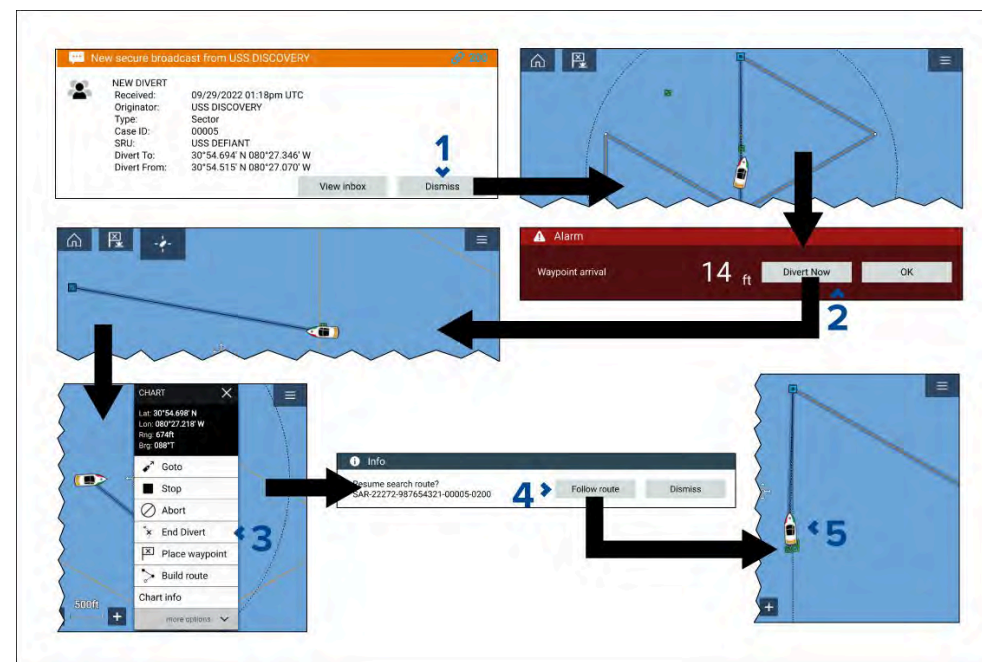 New secure broadcast from USS DISCOVERY
NEW DIVERT
Received: 09/29/2022 01:18pm UTC
Originator: USS DISCOVERY
Type: Sector
Case ID: 00005
SRU: USS DEFIANT
Divert To: 30°54.694' N 080°27.346' W
Divert From: 30°54.515' N 080°27.070' W
1
View inbox Dismiss
Alarm
Waypoint arrival 14 ft Divert Now OK
2
CHART
Lat: 30°54.698' N
Lon: 080°27.218' W
Rng: 674ft
Brg: 088°T
Goto
Stop
Abort
End Divert
3
Place waypoint
Build route
Chart info
more options
500ft
Info
Resume search route?
SAR-22272-987654321-00005-0200
4
Follow route Dismiss
5